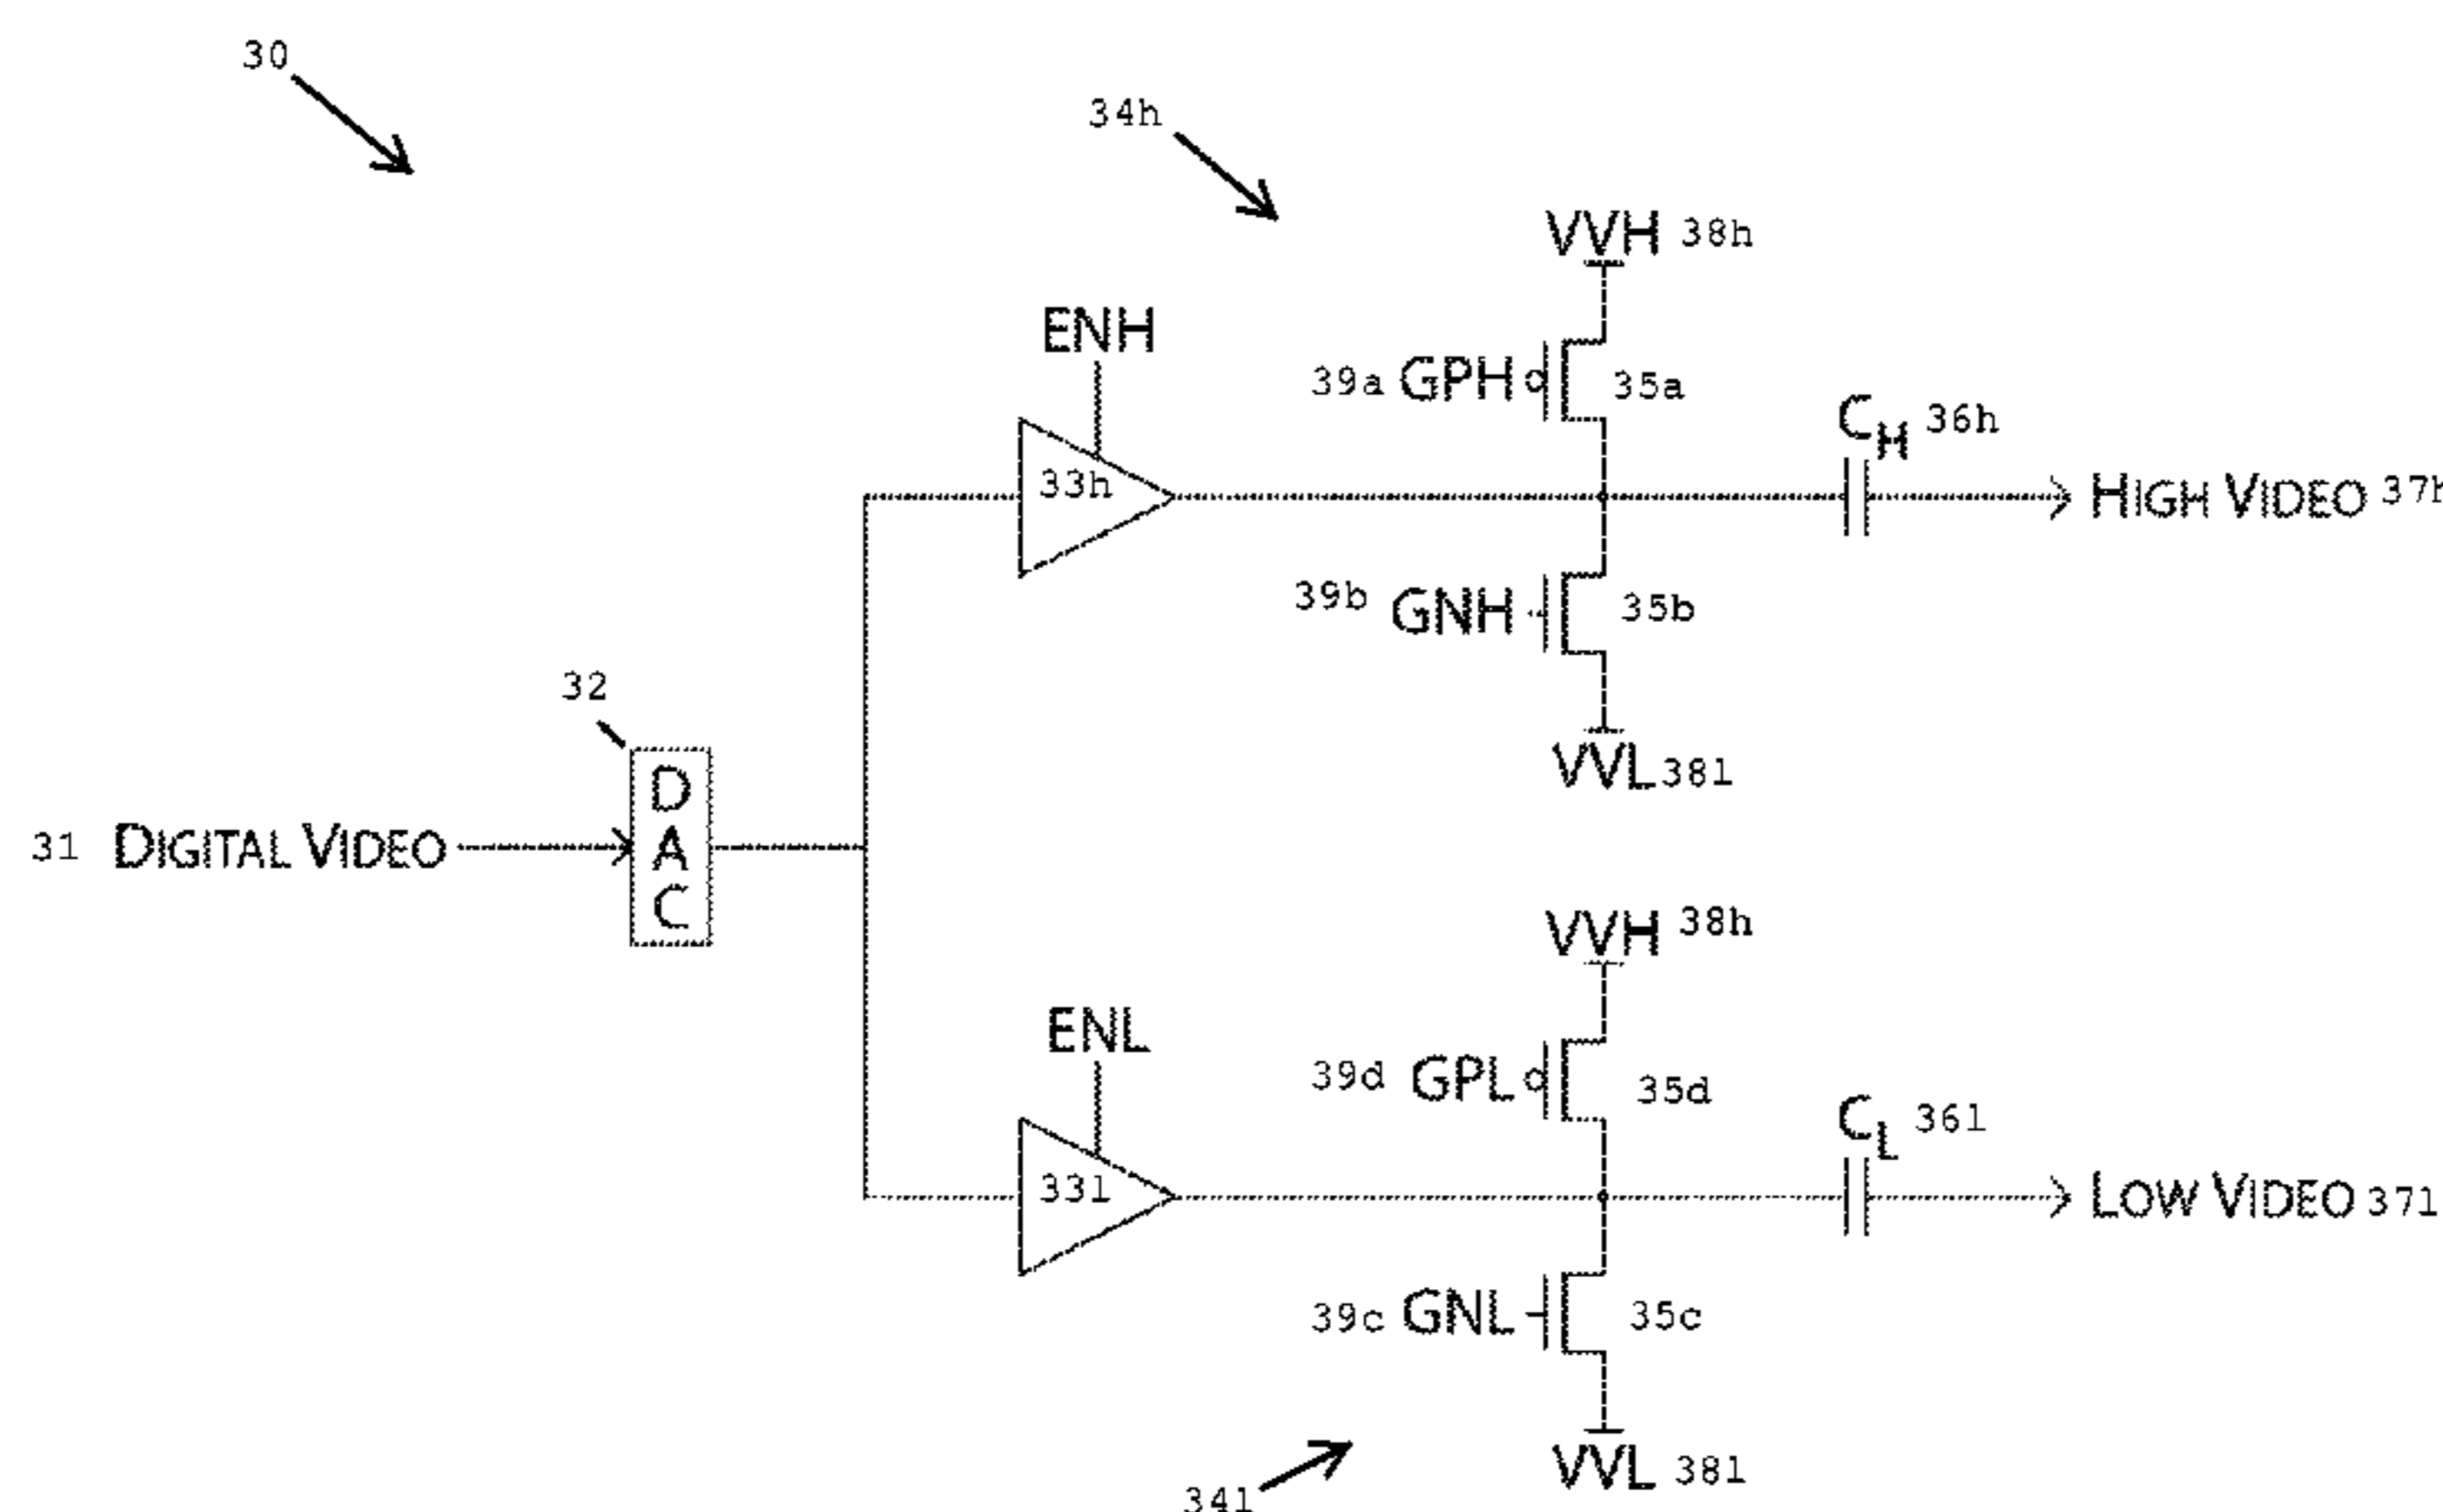 30
34h
VVH 38h
ENH
39a GPH 35a
CH 36h
33h
HIGH VIDEO 37h
39b GNH 35b
VVL 38l
32
31 DIGITAL VIDEO
DAC
VVH 38h
ENL
39d GPL 35d
CL 36l
33l
LOW VIDEO 37l
39c GNL 35c
VVL 38l
34l